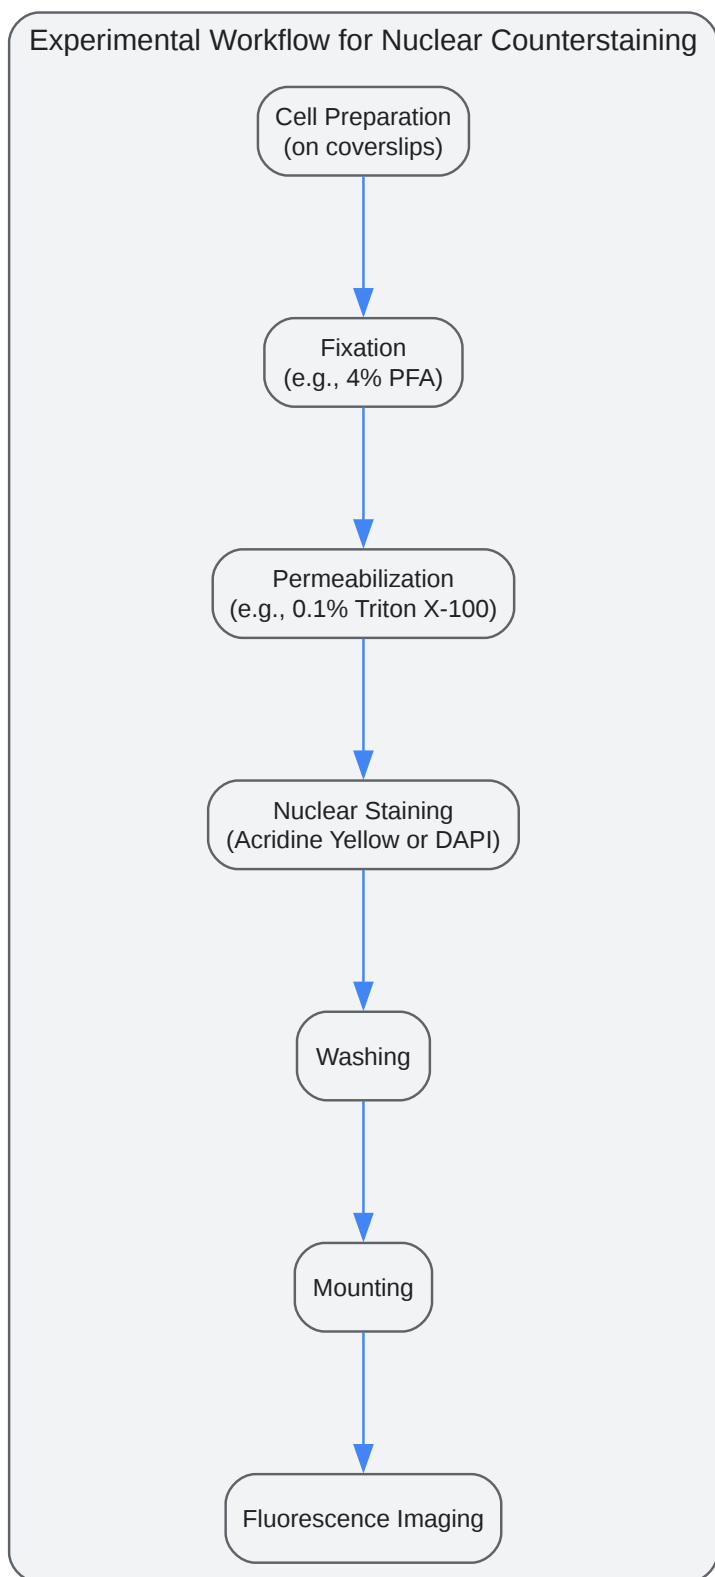 Experimental Workflow for Nuclear Counterstaining
Cell Preparation
(on coverslips)
Fixation
(e.g., 4% PFA)
Permeabilization
(e.g., 0.1% Triton X-100)
Nuclear Staining
(Acridine Yellow or DAPI)
Washing
Mounting
Fluorescence Imaging